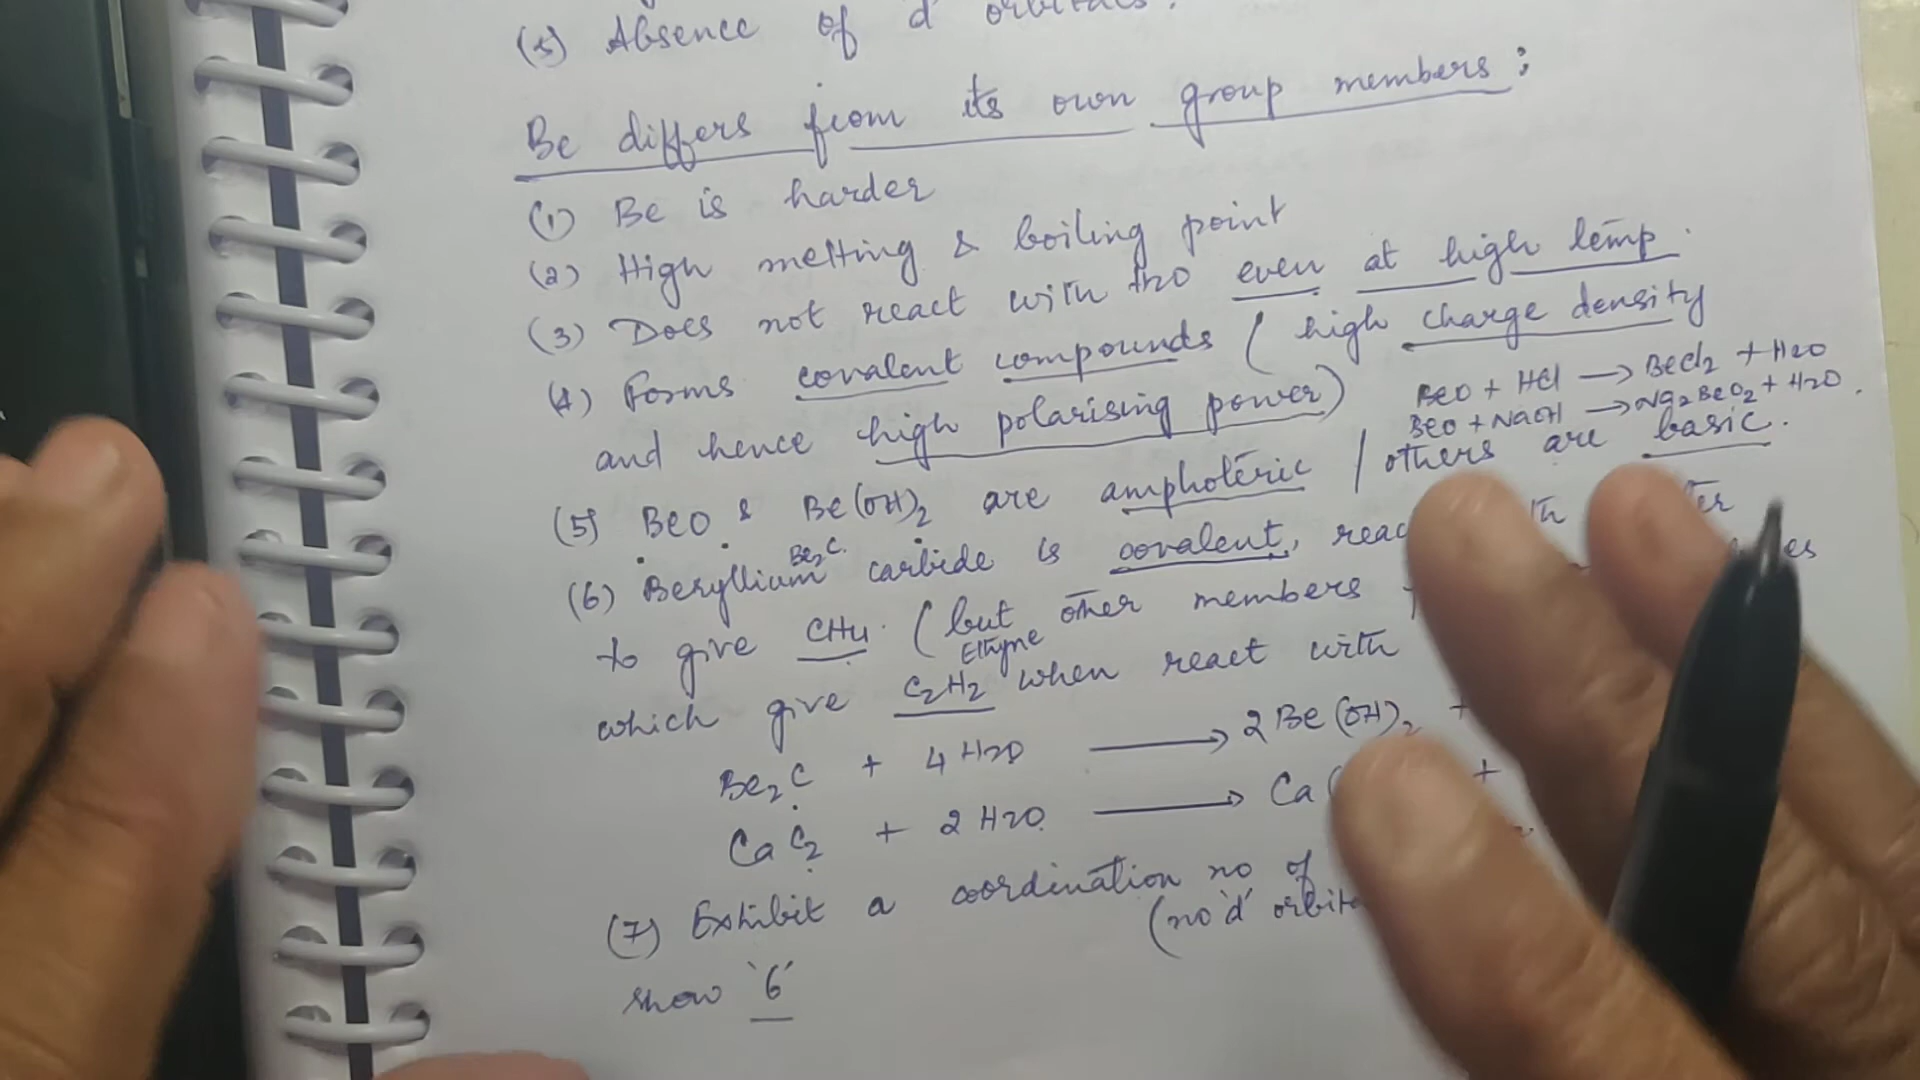 (5) Absence of d orbitals.
Be differs from its own group members :
(1) Be is harder
(2) High melting & boiling point
(3) Does not react with H2O even at high temp.
(4) Forms covalent compounds ( high charge density
and hence high polarising power)
BeO + HCl → BeCl2 + H2O
BeO + NaOH → Na2BeO2 + H2O.
(5) BeO & Be(OH)2 are amphoteric / others are basic.
Be2C.
(6) Beryllium carbide is covalent, reac
to give CH4. (but other members
Ethyne
which give C2H2 when react with
Be2C + 4 H2O → 2 Be(OH)2 +
CaC2 + 2 H2O. → Ca( +
(7) Exhibit a coordination no of
(no 'd' orbita
show '6'